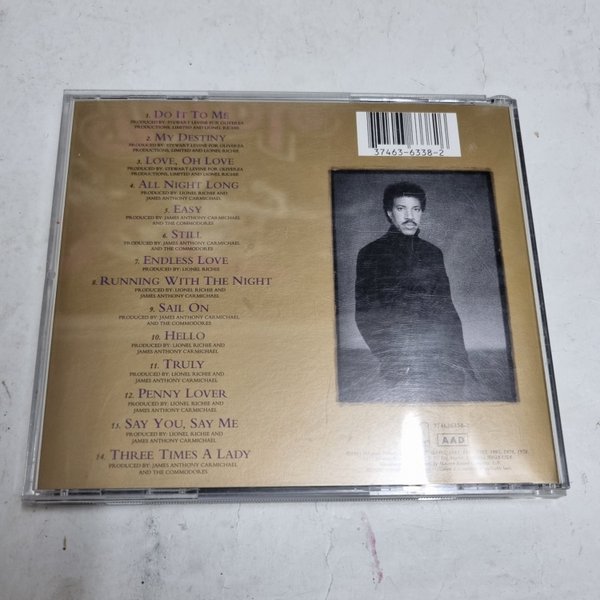 1. DO IT TO ME
PRODUCED BY: STEWART LEVINE FOR OLIVEREA
PRODUCTIONS, LIMITED AND LIONEL RICHIE
2. MY DESTINY
PRODUCED BY: STEWART LEVINE FOR OLIVEREA
PRODUCTIONS, LIMITED AND LIONEL RICHIE
3. LOVE, OH LOVE
PRODUCED BY: STEWART LEVINE FOR OLIVEREA
PRODUCTIONS, LIMITED AND LIONEL RICHIE
4. ALL NIGHT LONG
PRODUCED BY: LIONEL RICHIE AND
JAMES ANTHONY CARMICHAEL
5. EASY
PRODUCED BY: JAMES ANTHONY CARMICHAEL
AND THE COMMODORES
6. STILL
PRODUCED BY: JAMES ANTHONY CARMICHAEL
AND THE COMMODORES
7. ENDLESS LOVE
PRODUCED BY: LIONEL RICHIE
8. RUNNING WITH THE NIGHT
PRODUCED BY: LIONEL RICHIE AND
JAMES ANTHONY CARMICHAEL
9. SAIL ON
PRODUCED BY: JAMES ANTHONY CARMICHAEL
AND THE COMMODORES
10. HELLO
PRODUCED BY: LIONEL RICHIE AND
JAMES ANTHONY CARMICHAEL
11. TRULY
PRODUCED BY: LIONEL RICHIE AND
JAMES ANTHONY CARMICHAEL
12. PENNY LOVER
PRODUCED BY: LIONEL RICHIE AND
JAMES ANTHONY CARMICHAEL
13. SAY YOU, SAY ME
PRODUCED BY: LIONEL RICHIE AND
JAMES ANTHONY CARMICHAEL
14. THREE TIMES A LADY
PRODUCED BY: JAMES ANTHONY CARMICHAEL
AND THE COMMODORES
37463-6338-2
AAD